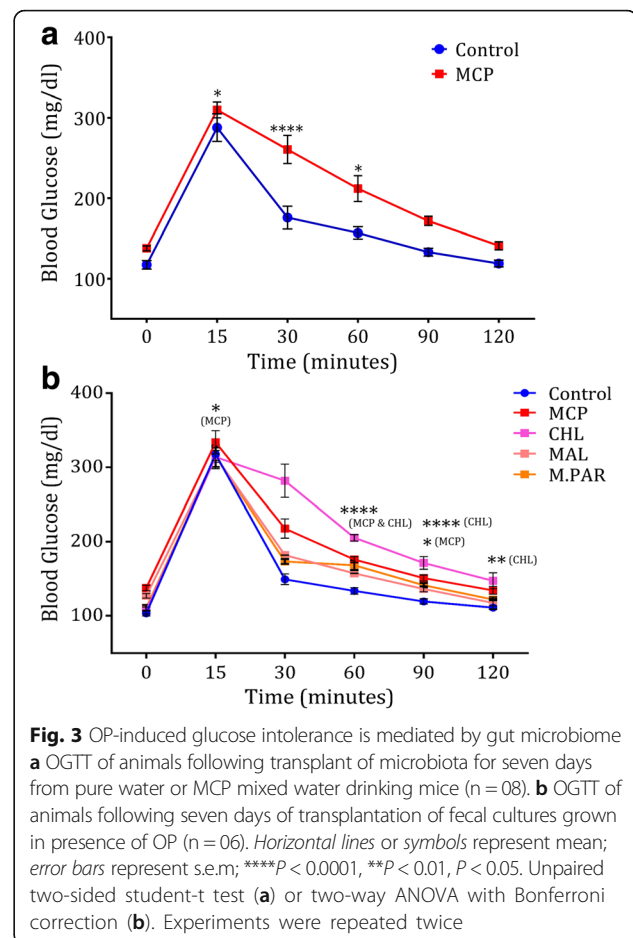 a
400
300
200
100
Blood Glucose (mg/dl)
Control
MCP
*
****
*
0 15 30 60 90 120
Time (minutes)
b
400
300
200
100
Blood Glucose (mg/dl)
Control
MCP
CHL
MAL
M.PAR
*
(MCP)
****
(MCP & CHL)
**** (CHL)
* (MCP)
** (CHL)
0 15 30 60 90 120
Time (minutes)
Fig. 3 OP-induced glucose intolerance is mediated by gut microbiome
a OGTT of animals following transplant of microbiota for seven days
from pure water or MCP mixed water drinking mice (n = 08). b OGTT of
animals following seven days of transplantation of fecal cultures grown
in presence of OP (n = 06). Horizontal lines or symbols represent mean;
error bars represent s.e.m; ****P < 0.0001, **P < 0.01, P < 0.05. Unpaired
two-sided student-t test (a) or two-way ANOVA with Bonferroni
correction (b). Experiments were repeated twice